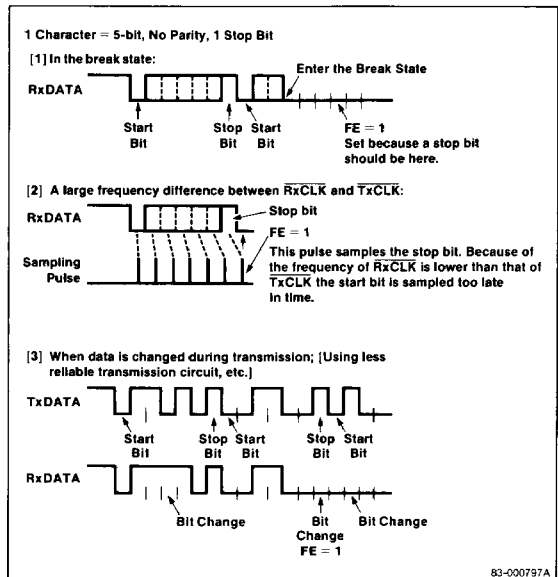 1 Character = 5-bit, No Parity, 1 Stop Bit
[1] In the break state:
Enter the Break State
RxDATA
Start Bit
Stop Bit
Start Bit
FE = 1
Set because a stop bit
should be here.
[2] A large frequency difference between RxCLK and TxCLK:
RxDATA
Stop bit
FE = 1
Sampling Pulse
This pulse samples the stop bit. Because of
the frequency of RxCLK is lower than that of
TxCLK the start bit is sampled too late
in time.
[3] When data is changed during transmission; [Using less
reliable transmission circuit, etc.]
TxDATA
Start Bit
Stop Bit
Start Bit
Stop Bit
Start Bit
RxDATA
Bit Change
Bit Change
FE = 1
Bit Change
83-000797A